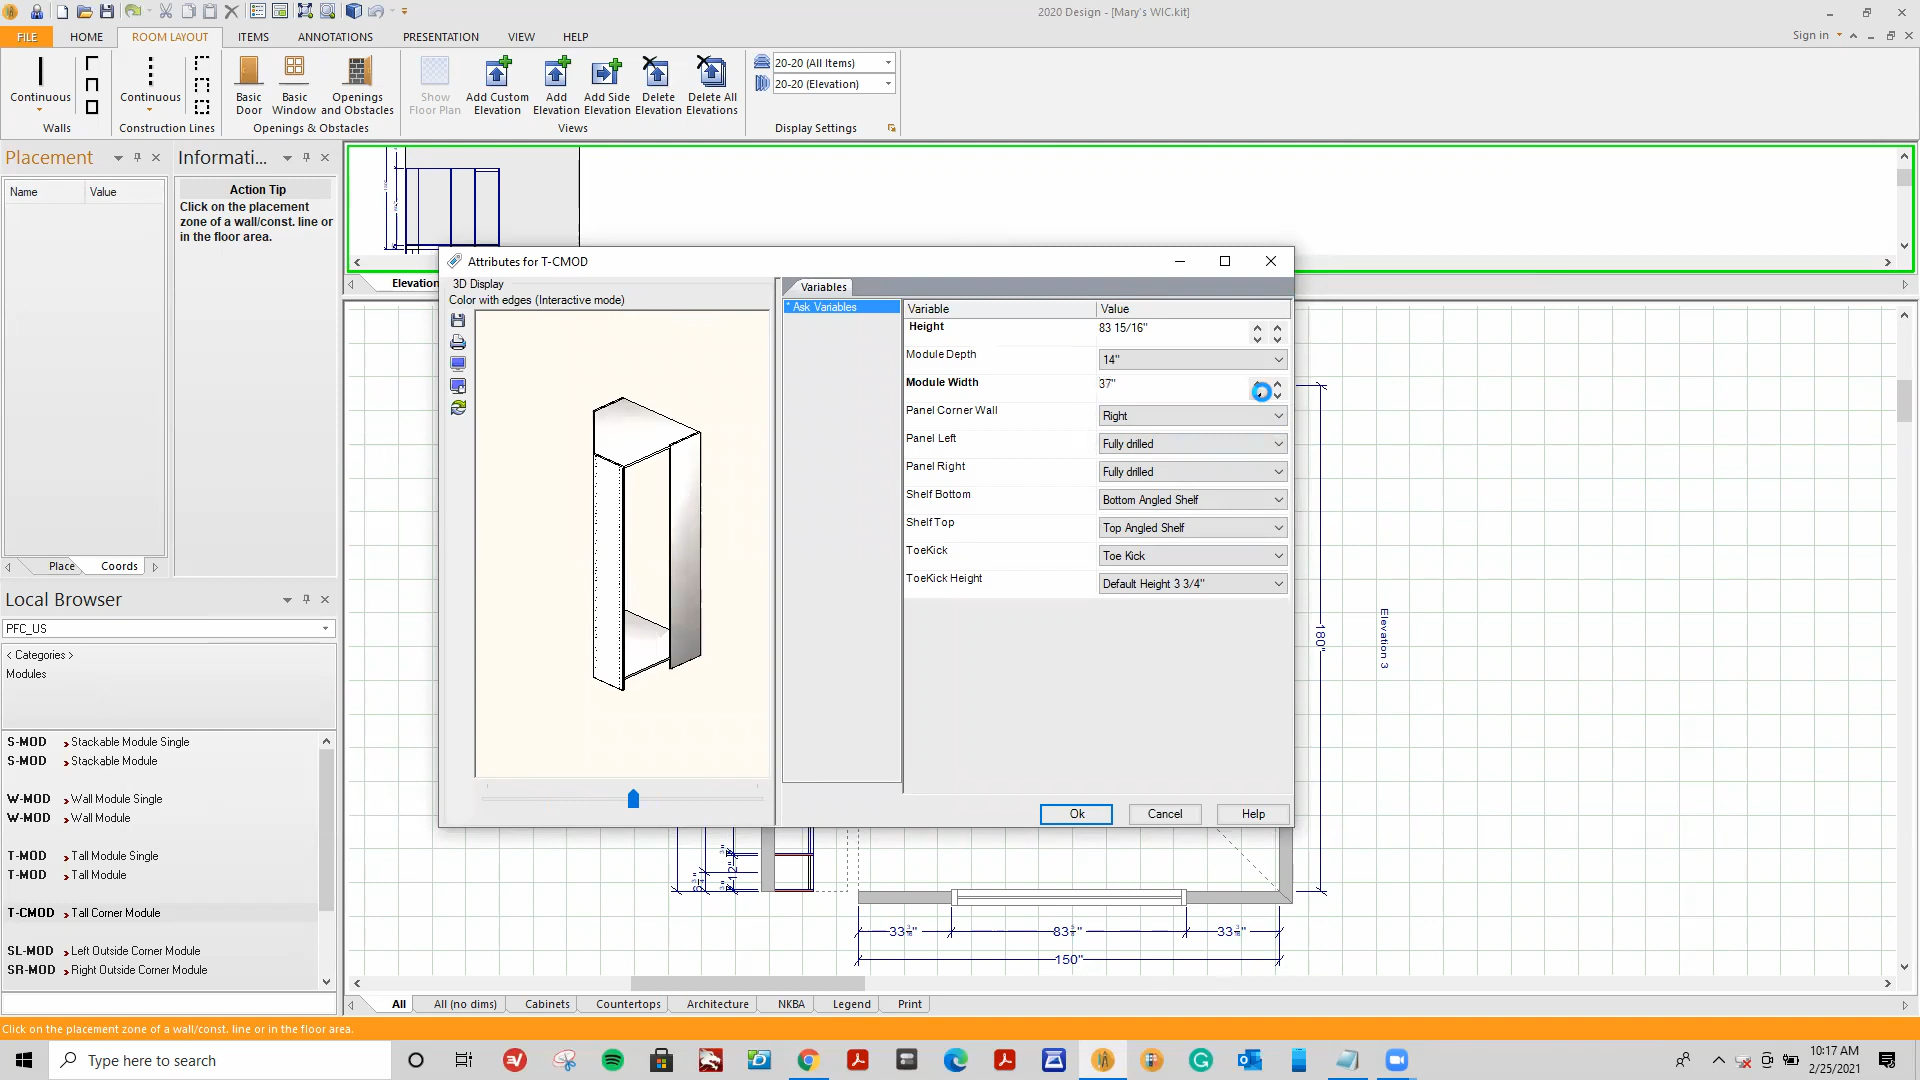 2020 Design - [Mary's WIC.kit]
FILE HOME ROOM LAYOUT ITEMS ANNOTATIONS PRESENTATION VIEW HELP
Sign in
Continuous
Walls
Continuous
Construction Lines
Basic Door
Basic Window
Openings and Obstacles
Openings & Obstacles
Show Floor Plan
Add Custom Elevation
Add Elevation
Add Side Elevation
Delete Elevation
Delete All Elevations
Views
20-20 (All Items)
20-20 (Elevation)
Display Settings
Placement
Name Value
Place Coords
Informati...
Action Tip
Click on the placement
zone of a wall/const. line or
in the floor area.
Elevation
Attributes for T-CMOD
3D Display
Color with edges (Interactive mode)
Variables
* Ask Variables
Variable Value
Height 83 15/16"
Module Depth 14"
Module Width 37"
Panel Corner Wall Right
Panel Left Fully drilled
Panel Right Fully drilled
Shelf Bottom Bottom Angled Shelf
Shelf Top Top Angled Shelf
ToeKick Toe Kick
ToeKick Height Default Height 3 3/4"
Ok Cancel Help
180"
Elevation 3
12"
83 3/8"
150"
Local Browser
PFC_US
< Categories >
Modules
S-MOD Stackable Module Single
S-MOD Stackable Module
W-MOD Wall Module Single
W-MOD Wall Module
T-MOD Tall Module Single
T-MOD Tall Module
T-CMOD Tall Corner Module
SL-MOD Left Outside Corner Module
SR-MOD Right Outside Corner Module
All All (no dims) Cabinets Countertops Architecture NKBA Legend Print
Click on the placement zone of a wall/const. line or in the floor area.
Type here to search
10:17 AM
2/25/2021